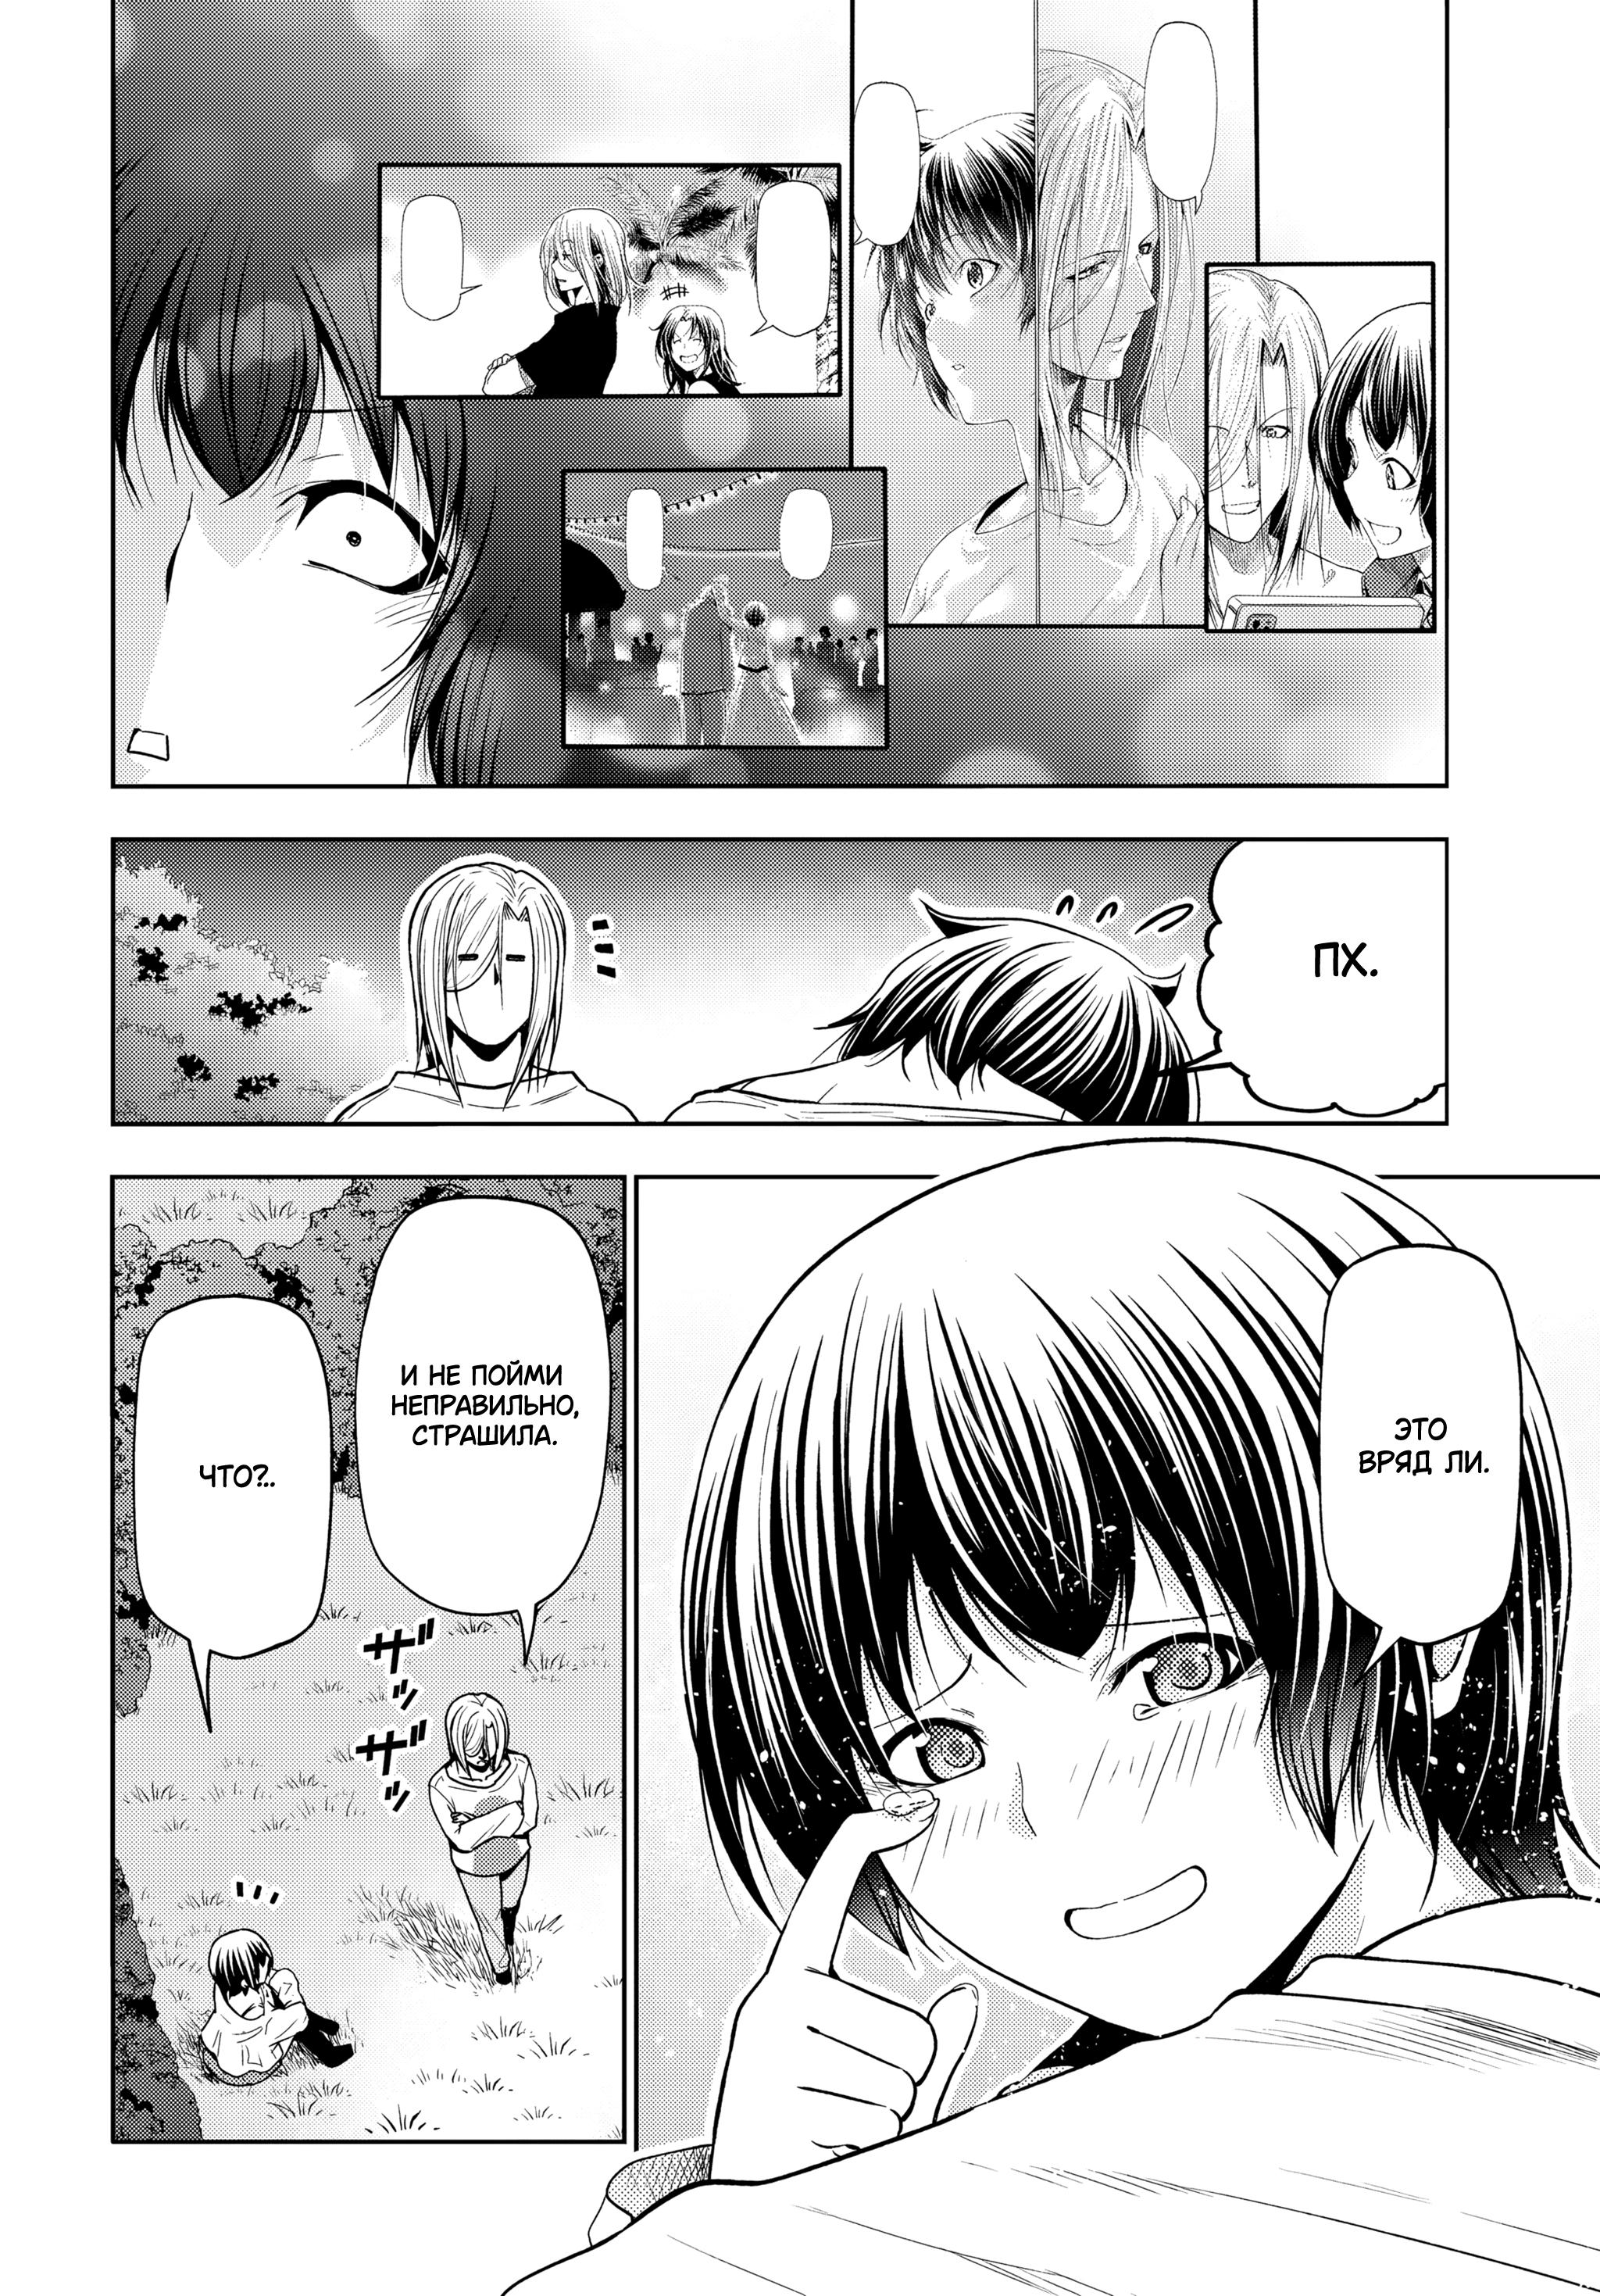 ПХ.
ЭТО
ВРЯД ЛИ.
И НЕ ПОЙМИ
НЕПРАВИЛЬНО,
СТРАШИЛА.
ЧТО?..
ザッ
ザッ